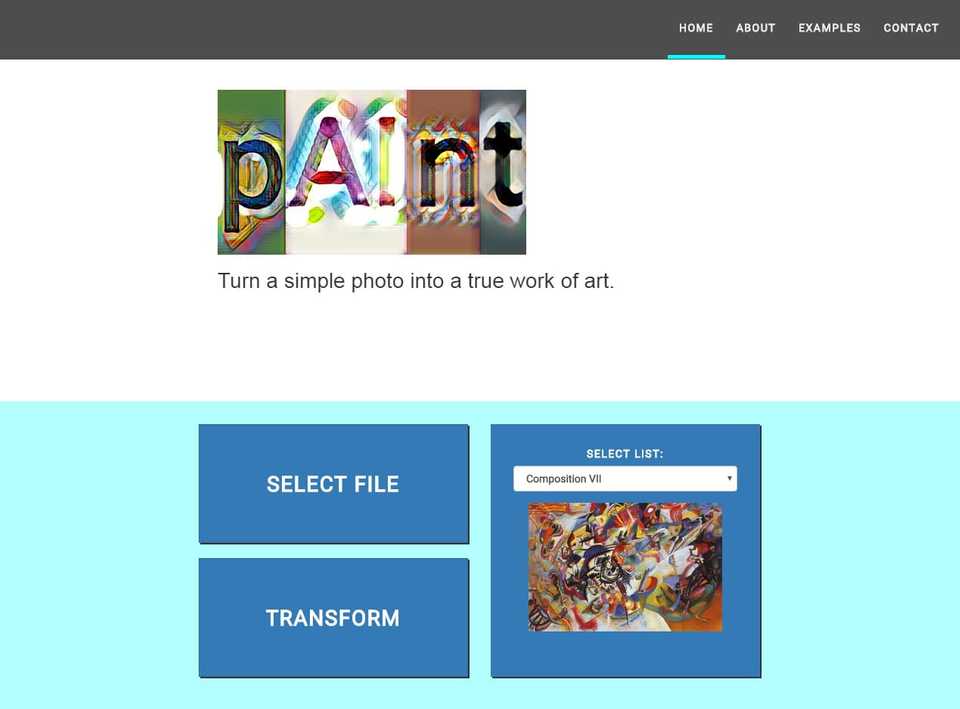 HOME ABOUT EXAMPLES CONTACT
pAInt
Turn a simple photo into a true work of art.
SELECT FILE
TRANSFORM
SELECT LIST:
Composition VII